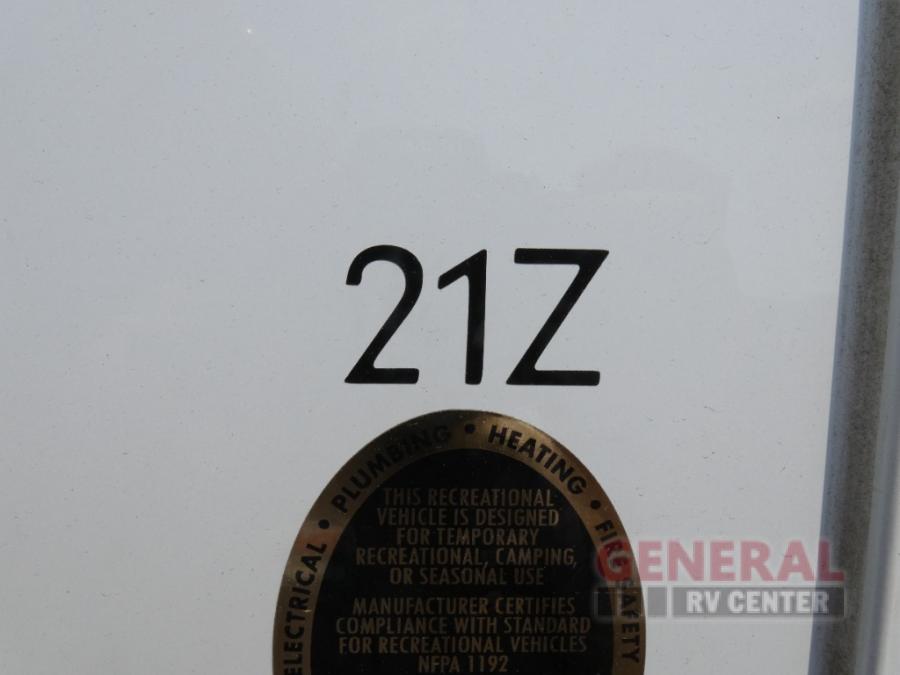 21Z
ELECTRICAL • PLUMBING • HEATING • FIRE SAFETY
THIS RECREATIONAL
VEHICLE IS DESIGNED
FOR TEMPORARY
RECREATIONAL, CAMPING,
OR SEASONAL USE
MANUFACTURER CERTIFIES
COMPLIANCE WITH STANDARD
FOR RECREATIONAL VEHICLES
NFPA 1192
GENERAL
RV CENTER